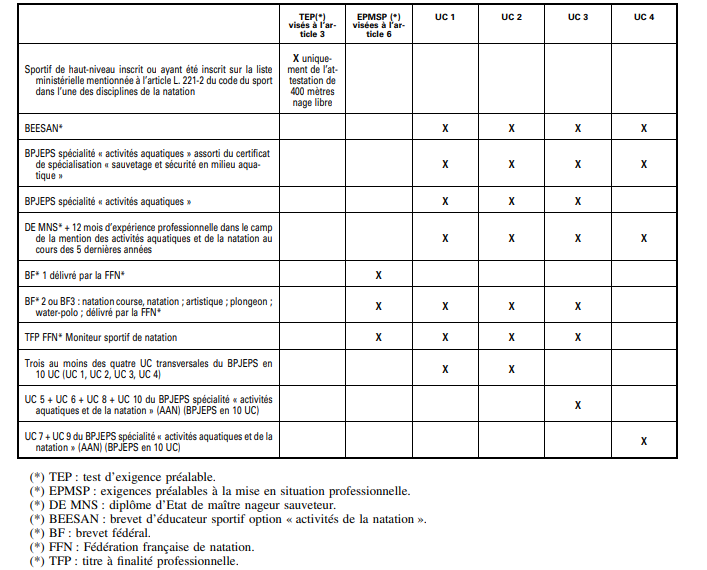 TEP(*)
visés à l'ar-
ticle 3
EPMSP (*)
visées à l'ar-
ticle 6
UC 1
UC 2
UC 3
UC 4
Sportif de haut-niveau inscrit ou ayant été inscrit sur la liste
ministérielle mentionnée à l'article L. 221-2 du code du sport
dans l'une des disciplines de la natation
X unique-
ment de l'at-
testation de
400 mètres
nage libre
BEESAN*
X X X X
BPJEPS spécialité « activités aquatiques » assorti du certificat
de spécialisation « sauvetage et sécurité en milieu aqua-
tique »
X X X X
BPJEPS spécialité « activités aquatiques »
X X X
DE MNS* + 12 mois d'expérience professionnelle dans le camp
de la mention des activités aquatiques et de la natation au
cours des 5 dernières années
X X X X
BF* 1 délivré par la FFN*
X
BF* 2 ou BF3 : natation course, natation ; artistique ; plongeon ;
water-polo ; délivré par la FFN*
X X X X
TFP FFN* Moniteur sportif de natation
X X X X
Trois au moins des quatre UC transversales du BPJEPS en
10 UC (UC 1, UC 2, UC 3, UC 4)
X X
UC 5 + UC 6 + UC 8 + UC 10 du BPJEPS spécialité « activités
aquatiques et de la natation » (AAN) (BPJEPS en 10 UC)
X
UC 7 + UC 9 du BPJEPS spécialité « activités aquatiques et de la
natation » (AAN) (BPJEPS en 10 UC)
X
(*) TEP : test d'exigence préalable.
(*) EPMSP : exigences préalables à la mise en situation professionnelle.
(*) DE MNS : diplôme d'Etat de maître nageur sauveteur.
(*) BEESAN : brevet d'éducateur sportif option « activités de la natation ».
(*) BF : brevet fédéral.
(*) FFN : Fédération française de natation.
(*) TFP : titre à finalité professionnelle.